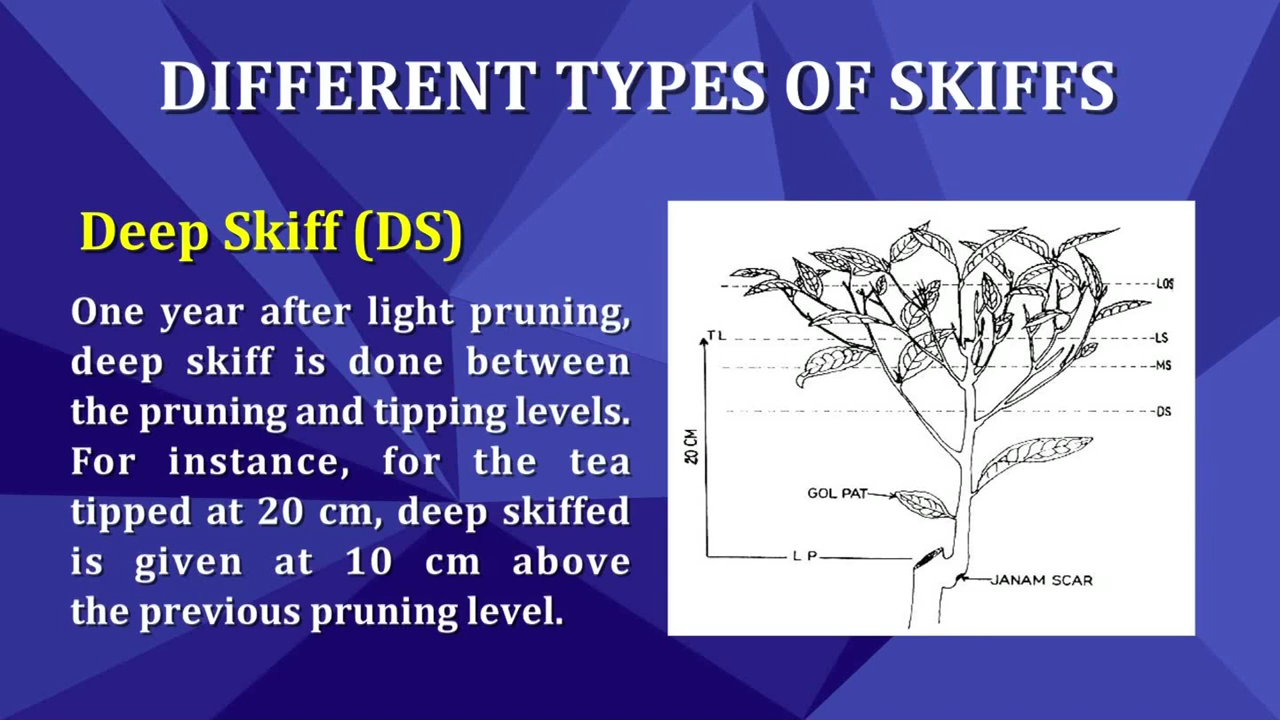 DIFFERENT TYPES OF SKIFFS
Deep Skiff (DS)
One year after light pruning,
deep skiff is done between
the pruning and tipping levels.
For instance, for the tea
tipped at 20 cm, deep skiffed
is given at 10 cm above
the previous pruning level.
LOS
TL
LS
MS
DS
20 CM
GOL PAT
LP
JANAM SCAR